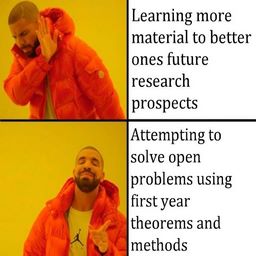 Learning more
material to better
ones future
research
prospects
Attempting to
solve open
problems using
first year
theorems and
methods